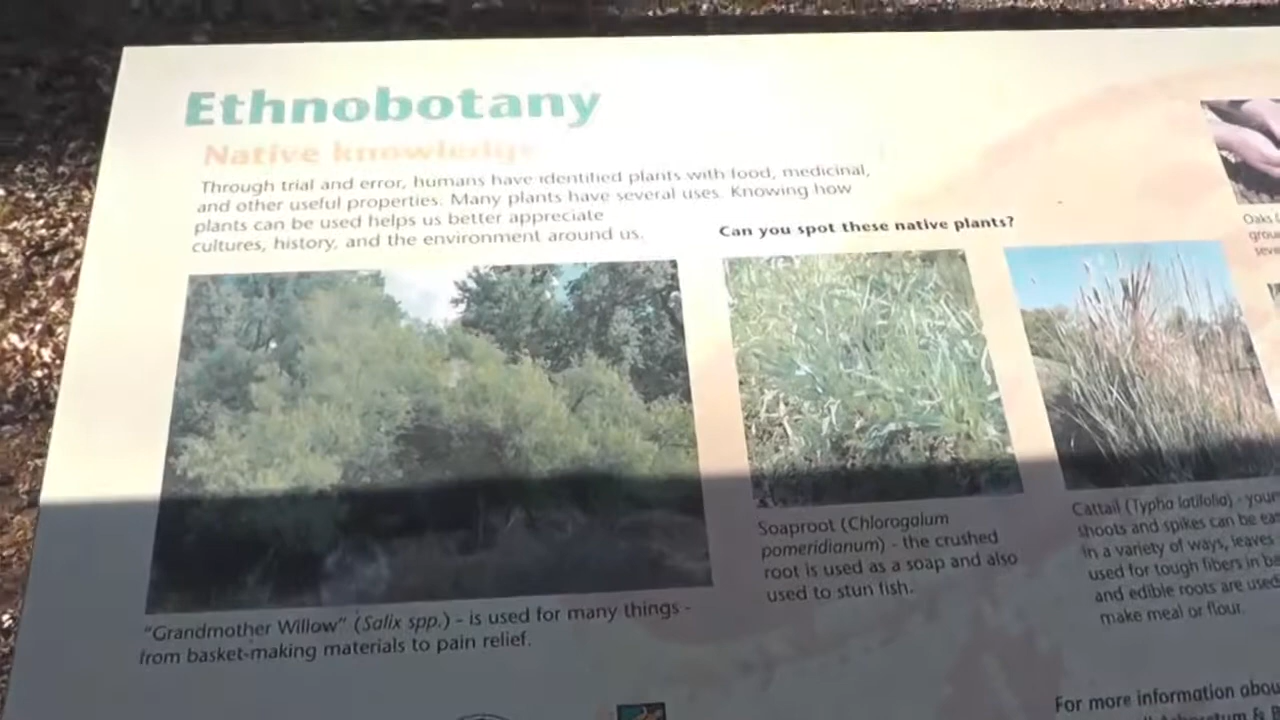 Ethnobotany
Native knowledge
Through trial and error, humans have identified plants with food, medicinal,
and other useful properties. Many plants have several uses. Knowing how
plants can be used helps us better appreciate
cultures, history, and the environment around us.
Can you spot these native plants?
"Grandmother Willow" (Salix spp.) - is used for many things -
from basket-making materials to pain relief.
Soaproot (Chlorogalum
pomeridianum) - the crushed
root is used as a soap and also
used to stun fish.
Cattail (Typha latifolia) -
shoots and spikes can be
in a variety of ways, leaves
used for tough fibers in
and edible roots are used
make meal or flour.
Oaks
For more information